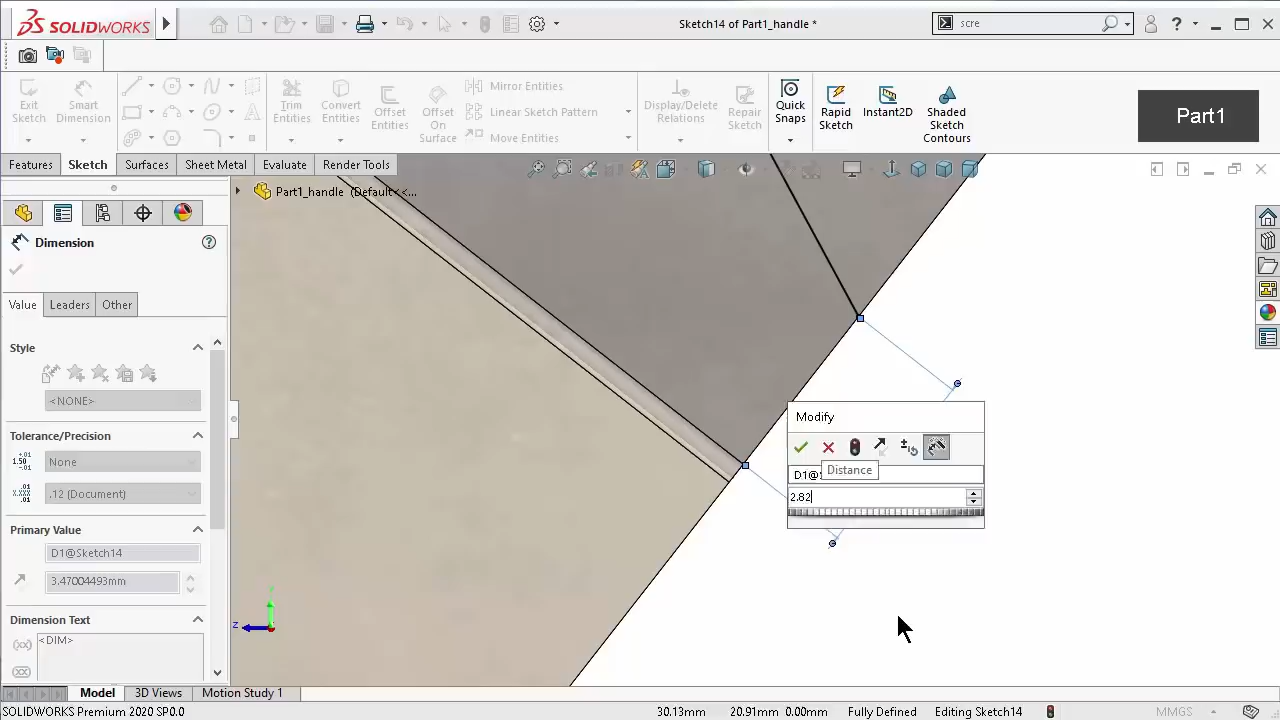 SOLIDWORKS
Sketch14 of Part1_handle *
scre
?
Exit Sketch
Smart Dimension
Trim Entities
Convert Entities
Offset Entities
Offset On Surface
Mirror Entities
Linear Sketch Pattern
Move Entities
Display/Delete Relations
Repair Sketch
Quick Snaps
Rapid Sketch
Instant2D
Shaded Sketch Contours
Part1
Features
Sketch
Surfaces
Sheet Metal
Evaluate
Render Tools
Part1_handle (Default<<...
Dimension
Value
Leaders
Other
Style
<NONE>
Tolerance/Precision
None
.12 (Document)
Primary Value
D1@Sketch14
3.47004493mm
Dimension Text
<DIM>
Modify
Distance
D1@
2.82
z
Model
3D Views
Motion Study 1
SOLIDWORKS Premium 2020 SP0.0
30.13mm
20.91mm
0.00mm
Fully Defined
Editing Sketch14
MMGS